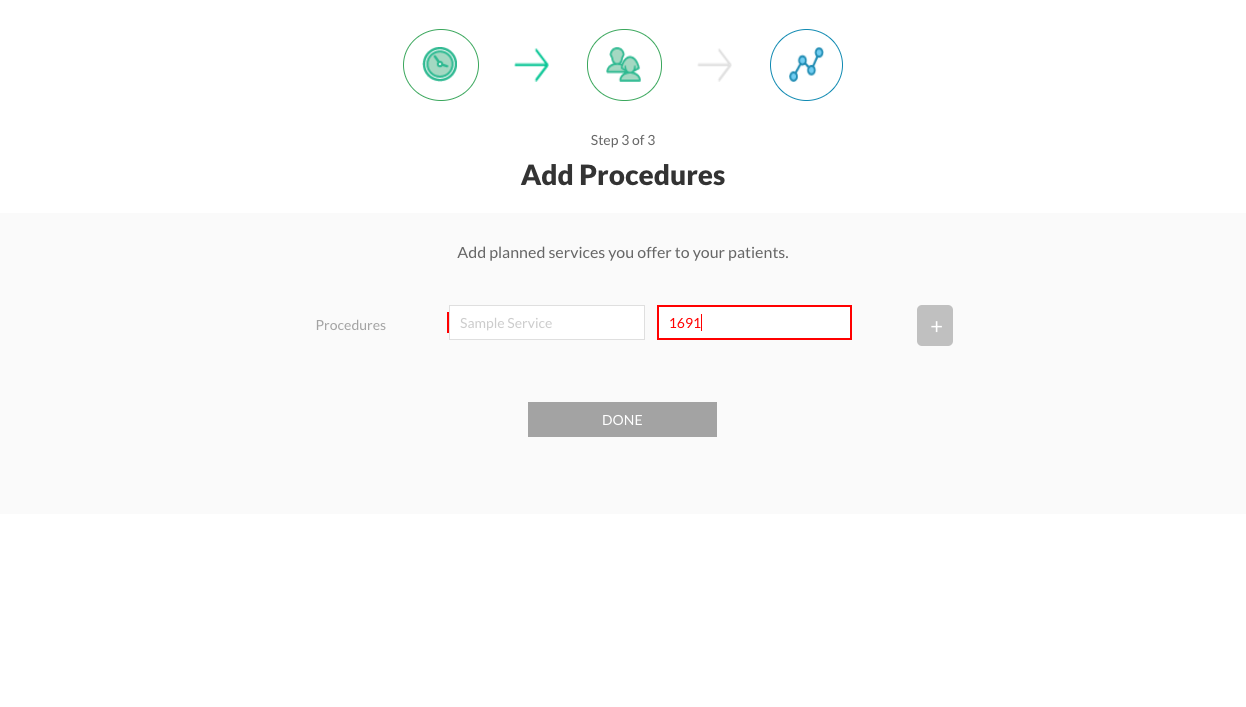 Step 3 of 3
Add Procedures
Add planned services you offer to your patients.
Procedures
Sample Service
1691
+
DONE